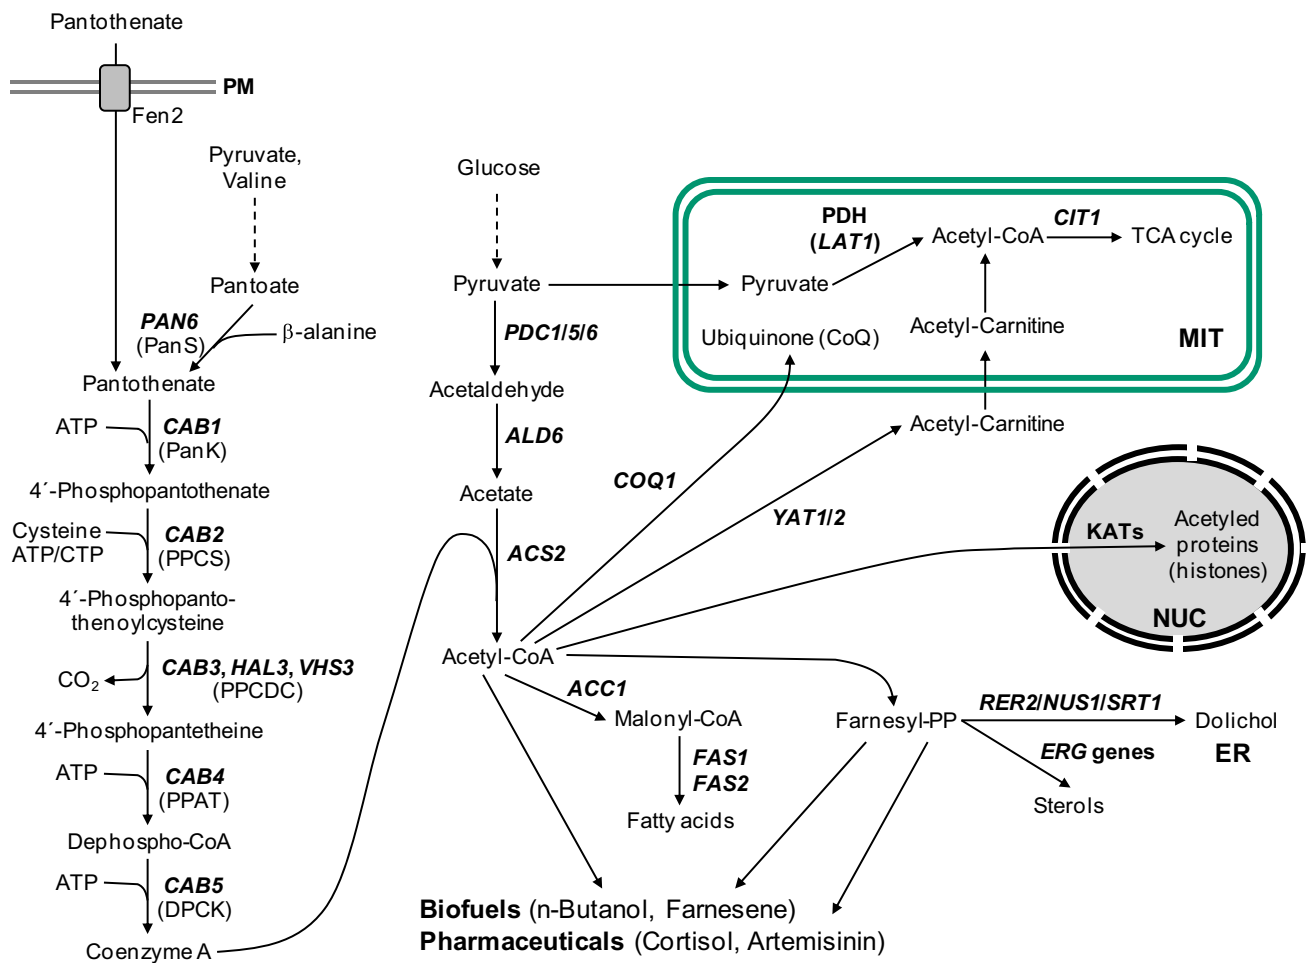 Pantothenate
PM
Fen2
Pyruvate,
Valine
Pantoate
PAN6
(PanS)
β-alanine
Pantothenate
ATP
CAB1
(PanK)
4´-Phosphopantothenate
Cysteine
ATP/CTP
CAB2
(PPCS)
4´-Phosphopanto-
thenoylcysteine
CO2
CAB3, HAL3, VHS3
(PPCDC)
4´-Phosphopantetheine
ATP
CAB4
(PPAT)
Dephospho-CoA
ATP
CAB5
(DPCK)
Coenzyme A
Glucose
Pyruvate
PDC1/5/6
Acetaldehyde
ALD6
Acetate
ACS2
Acetyl-CoA
PDH
(LAT1)
Acetyl-CoA
CIT1
TCA cycle
Pyruvate
Acetyl-Carnitine
Ubiquinone (CoQ)
MIT
Acetyl-Carnitine
COQ1
YAT1/2
KATs
Acetyled
proteins
(histones)
NUC
ACC1
Malonyl-CoA
FAS1
FAS2
Fatty acids
Farnesyl-PP
RER2/NUS1/SRT1
Dolichol
ER
ERG genes
Sterols
Biofuels (n-Butanol, Farnesene)
Pharmaceuticals (Cortisol, Artemisinin)